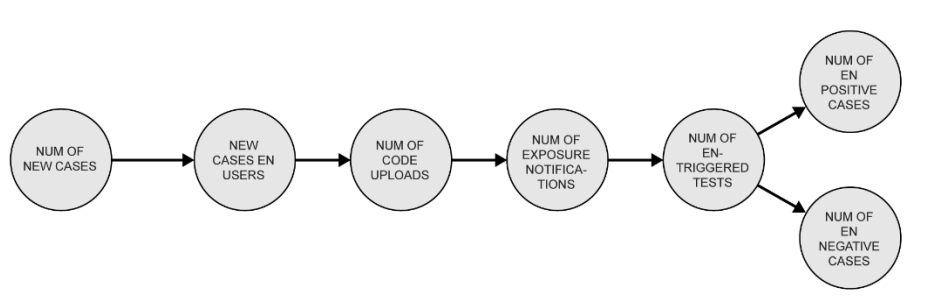 NUM OF
NEW CASES
NEW
CASES EN
USERS
NUM OF
CODE
UPLOADS
NUM OF
EXPOSURE
NOTIFICA-
TIONS
NUM OF
EN-
TRIGGERED
TESTS
NUM OF
EN
POSITIVE
CASES
NUM OF
EN
NEGATIVE
CASES